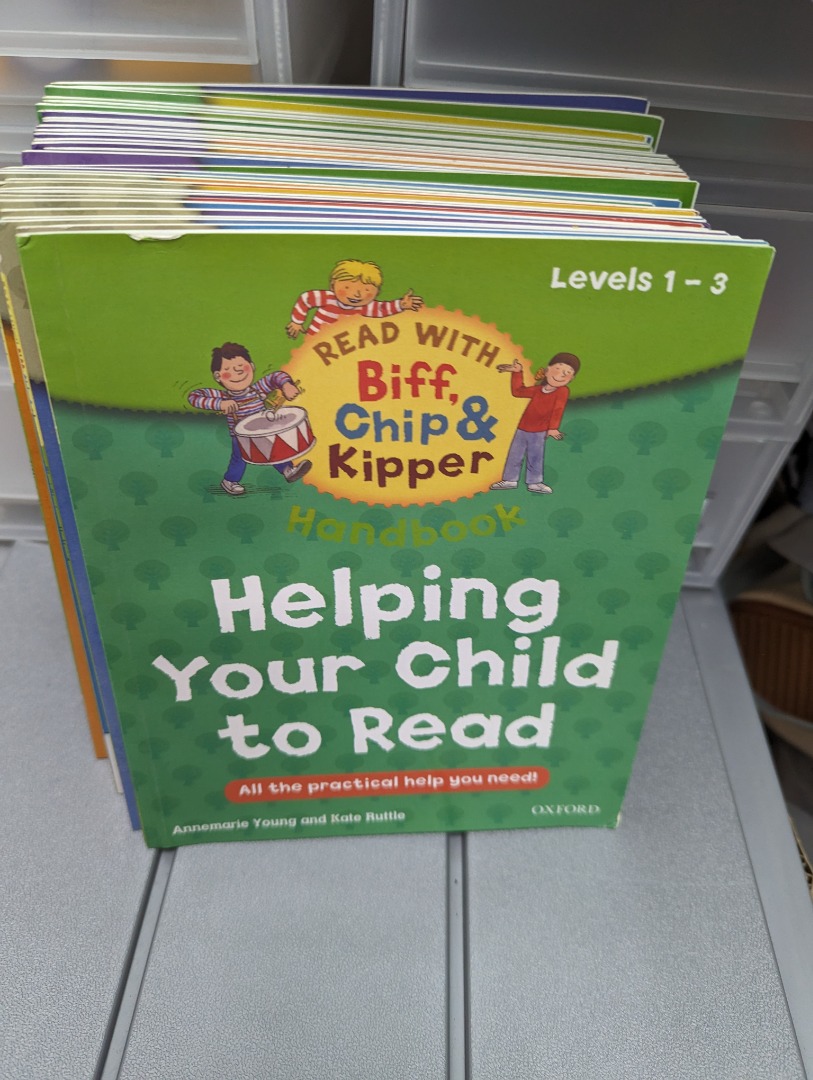 Levels 1 – 3
READ WITH
Biff,
Chip &
Kipper
Handbook
Helping
Your Child
to Read
All the practical help you need!
Annemarie Young and Kate Ruttle
OXFORD